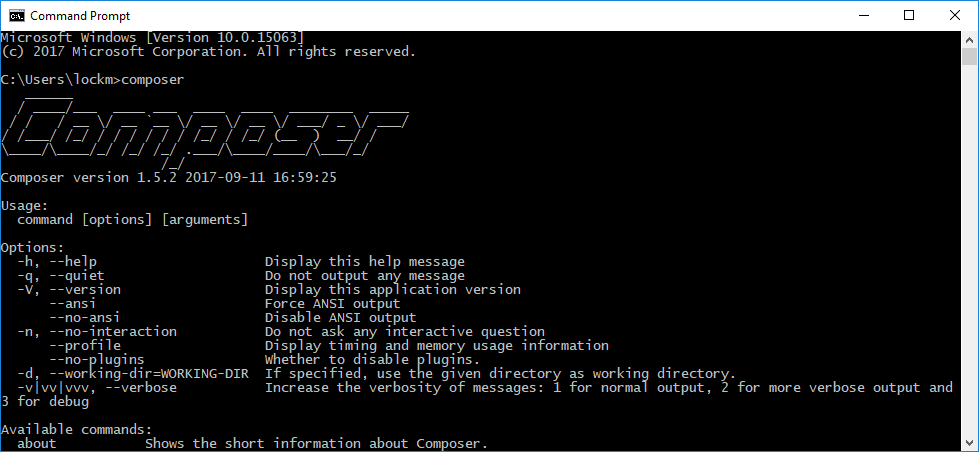 Command Prompt
Microsoft Windows [Version 10.0.15063]
(c) 2017 Microsoft Corporation. All rights reserved.
C:\Users\lockm>composer
Composer
Composer version 1.5.2 2017-09-11 16:59:25
Usage:
command [options] [arguments]
Options:
-h, --help Display this help message
-q, --quiet Do not output any message
-V, --version Display this application version
--ansi Force ANSI output
--no-ansi Disable ANSI output
-n, --no-interaction Do not ask any interactive question
--profile Display timing and memory usage information
--no-plugins Whether to disable plugins.
-d, --working-dir=WORKING-DIR If specified, use the given directory as working directory.
-v|vv|vvv, --verbose Increase the verbosity of messages: 1 for normal output, 2 for more verbose output and
3 for debug
Available commands:
about Shows the short information about Composer.